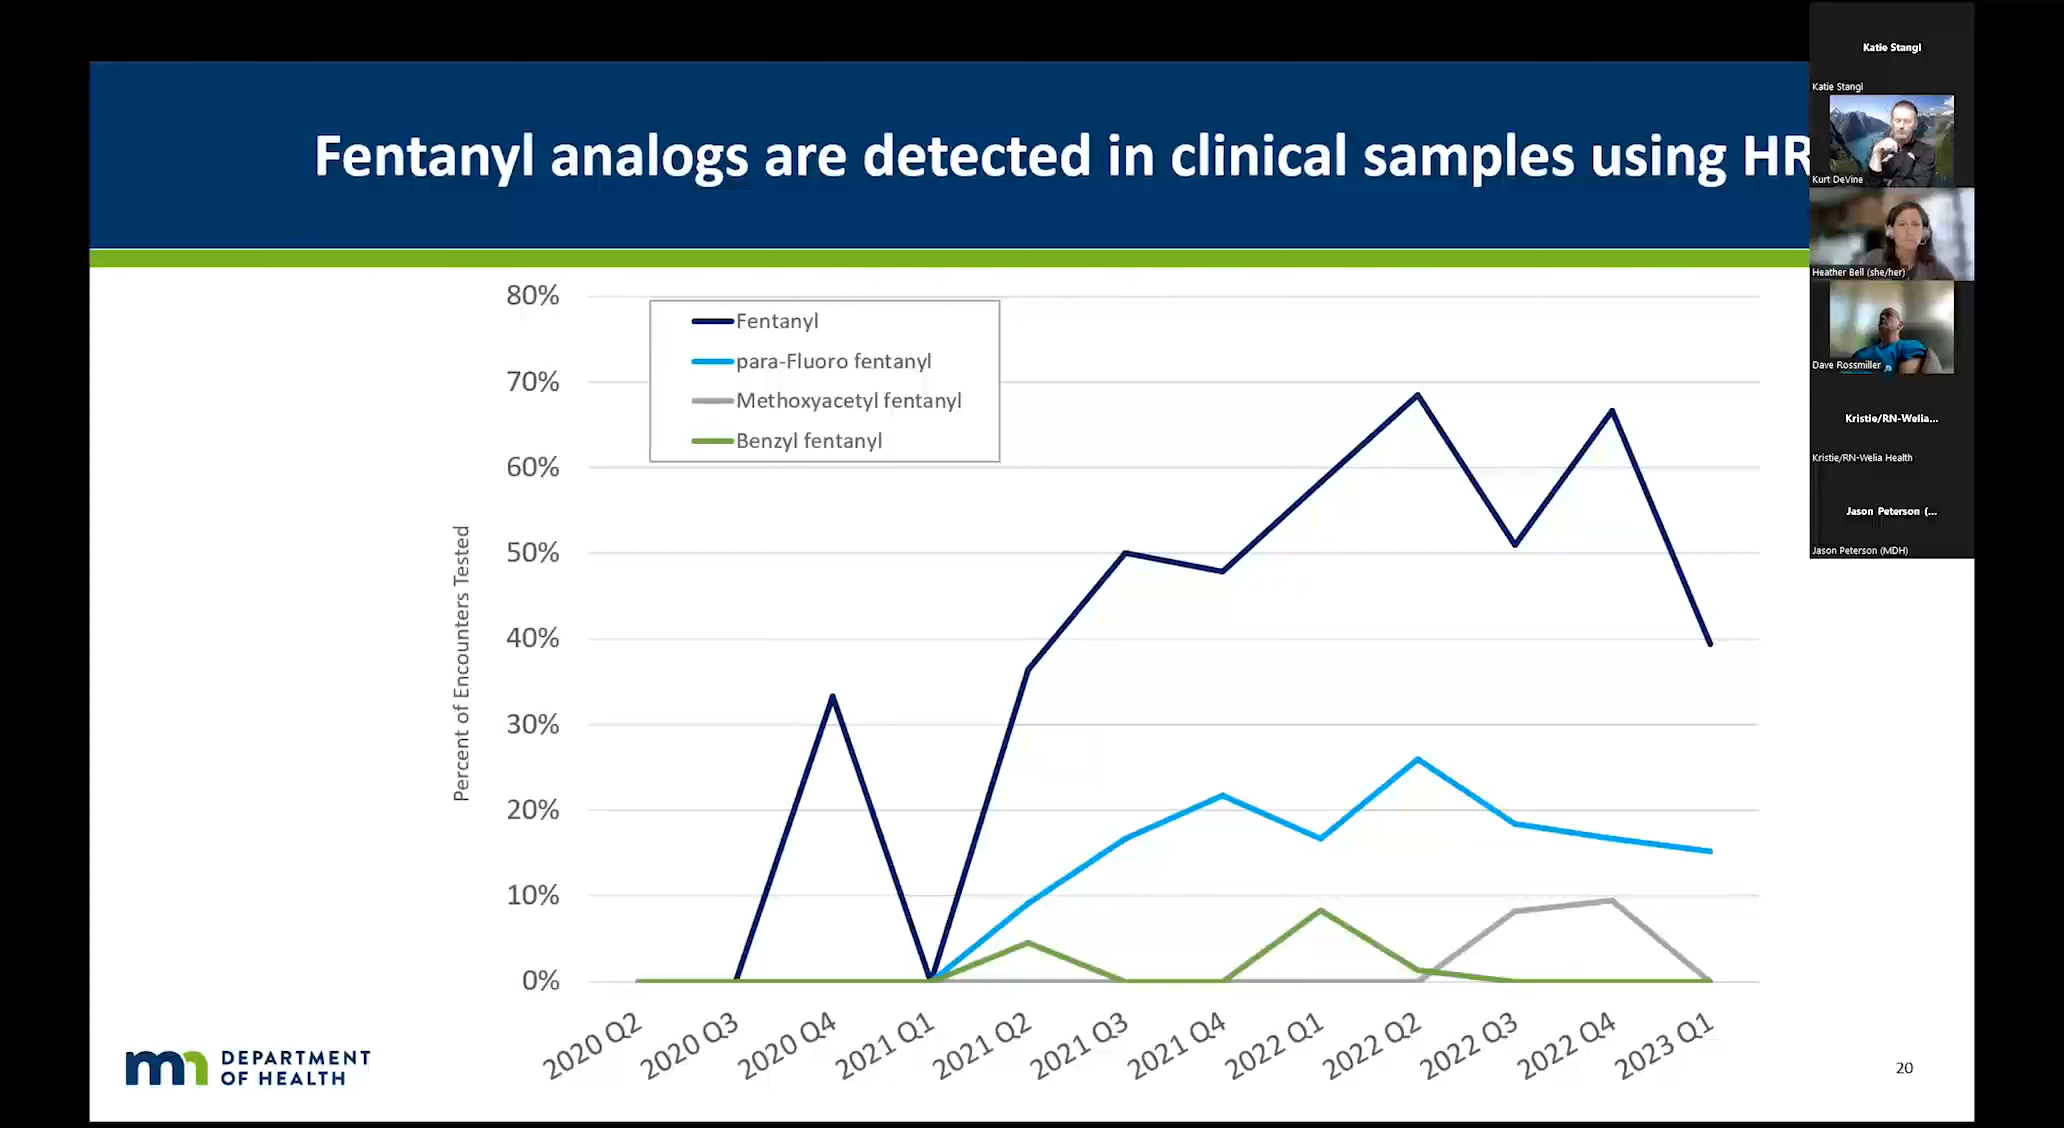 Fentanyl analogs are detected in clinical samples using HR
80%
70%
60%
50%
40%
30%
20%
10%
0%
Percent of Encounters Tested
Fentanyl
para-Fluoro fentanyl
Methoxyacetyl fentanyl
Benzyl fentanyl
2020 Q2
2020 Q3
2020 Q4
2021 Q1
2021 Q2
2021 Q3
2021 Q4
2022 Q1
2022 Q2
2022 Q3
2022 Q4
2023 Q1
mn DEPARTMENT
OF HEALTH
20
Katie Stangl
Katie Stangl
Kurt DeVine
Heather Bell (she/her)
Dave Rossmiller
Kristie/RN-Welia...
Kristie/RN-Welia Health
Jason Peterson (...
Jason Peterson (MDH)